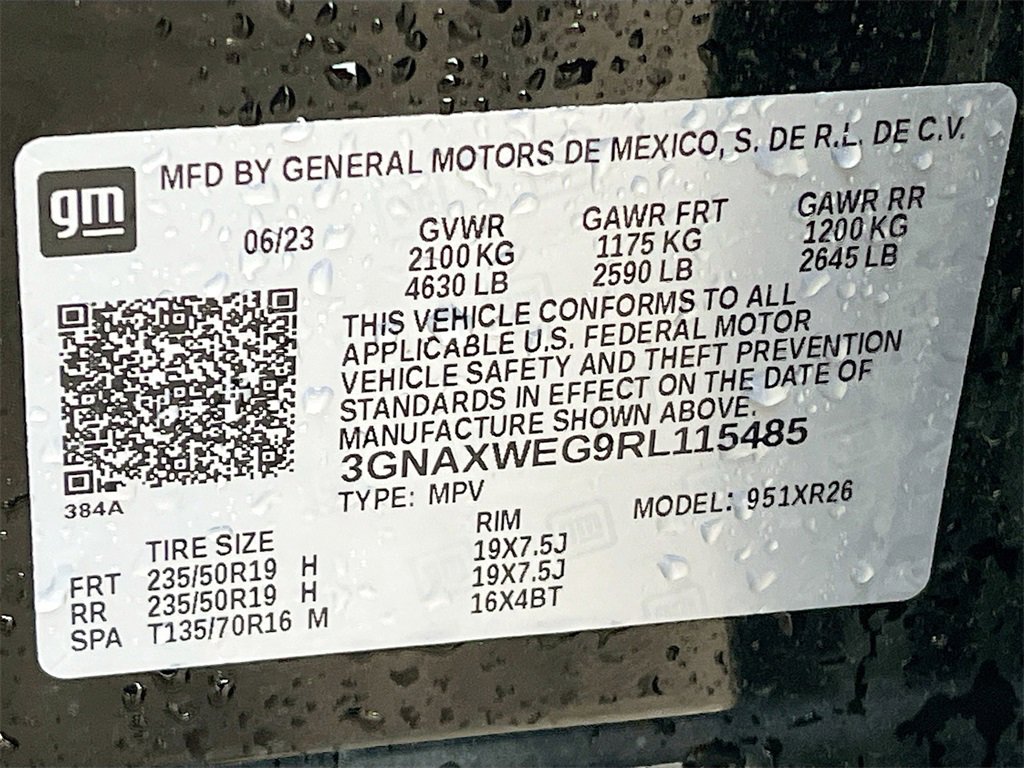 gm
MFD BY GENERAL MOTORS DE MEXICO, S. DE R.L. DE C.V.
06/23
GVWR
2100 KG
4630 LB
GAWR FRT
1175 KG
2590 LB
GAWR RR
1200 KG
2645 LB
THIS VEHICLE CONFORMS TO ALL
APPLICABLE U.S. FEDERAL MOTOR
VEHICLE SAFETY AND THEFT PREVENTION
STANDARDS IN EFFECT ON THE DATE OF
MANUFACTURE SHOWN ABOVE.
3GNAXWEG9RL115485
384A
TYPE: MPV
MODEL: 951XR26
TIRE SIZE
RIM
FRT 235/50R19 H 19X7.5J
RR 235/50R19 H 19X7.5J
SPA T135/70R16 M 16X4BT